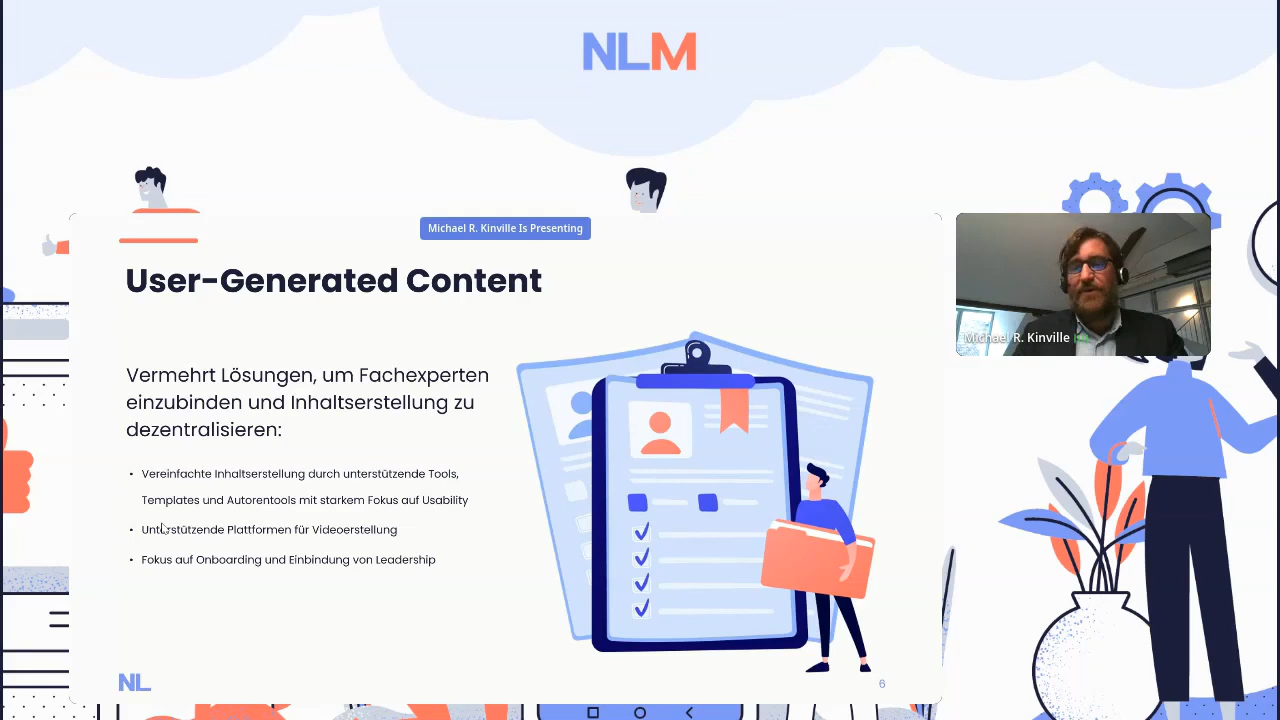 NLM
Michael R. Kinville Is Presenting
User-Generated Content
Vermehrt Lösungen, um Fachexperten
einzubinden und Inhaltserstellung zu
dezentralisieren:
• Vereinfachte Inhaltserstellung durch unterstützende Tools,
Templates und Autorentools mit starkem Fokus auf Usability
• Unterstützende Plattformen für Videoerstellung
• Fokus auf Onboarding und Einbindung von Leadership
Michael R. Kinville
NL
6